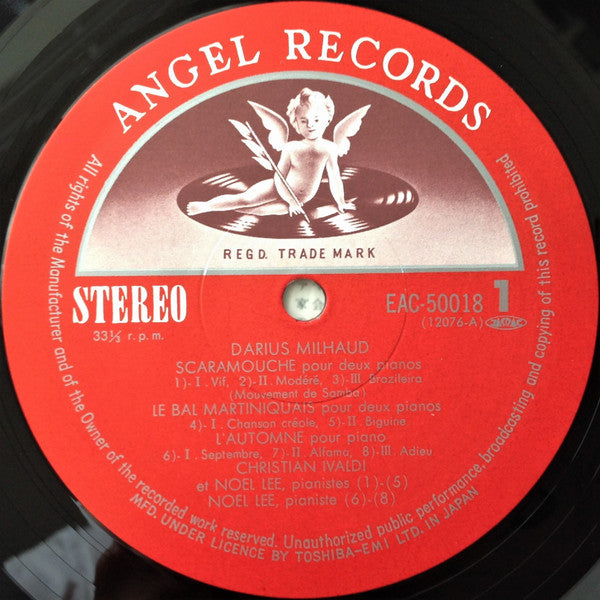 ANGEL RECORDS
REGD. TRADE MARK
STEREO
33⅓ r.p.m.
EAC-50018 1
(12076-A)
DARIUS MILHAUD
SCARAMOUCHE pour deux pianos
1)-I. Vif, 2)-II. Modéré, 3)-III. Brazileira
(Mouvement de Samba)
LE BAL MARTINIQUAIS pour deux pianos
4)-I. Chanson créole, 5)-II. Biguine
L'AUTOMNE pour piano
6)-I. Septembre, 7)-II. Alfama, 8)-III. Adieu
CHRISTIAN IVALDI
et NOEL LEE, pianistes (1)-(5)
NOEL LEE, pianiste (6)-(8)
All rights of the Manufacturer and of the Owner of the recorded work reserved. Unauthorized public performance, broadcasting and copying of this record prohibited
MFD. UNDER LICENCE BY TOSHIBA-EMI LTD. IN JAPAN